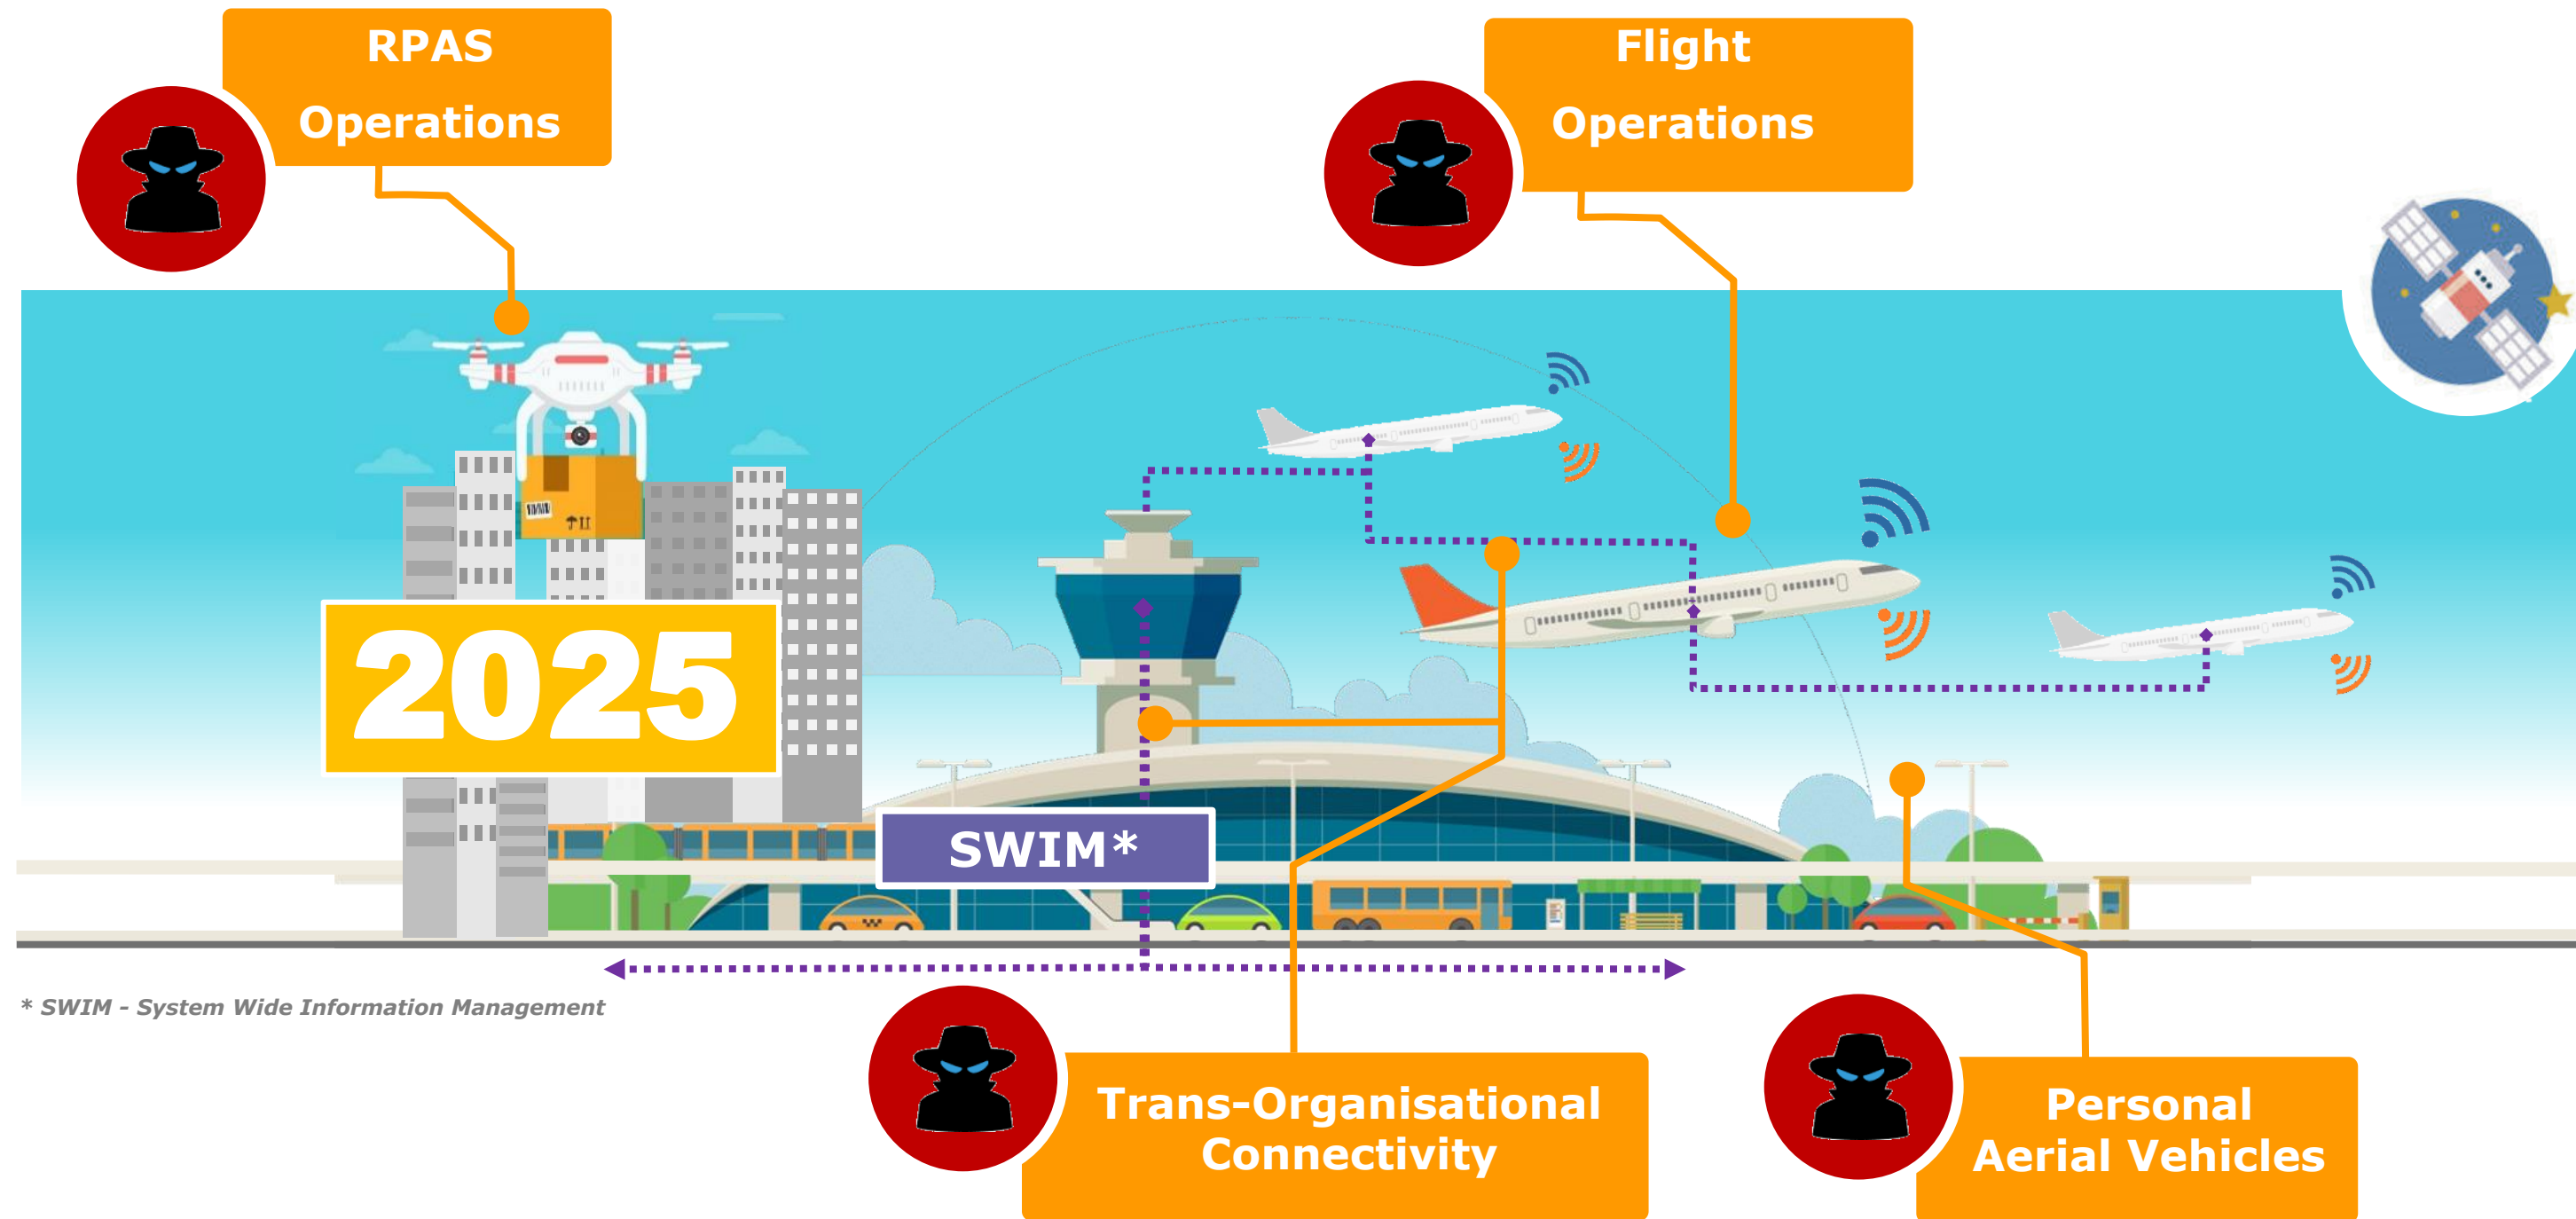 RPAS
Operations
Flight
Operations
2025
SWIM*
* SWIM - System Wide Information Management
Trans-Organisational
Connectivity
Personal
Aerial Vehicles